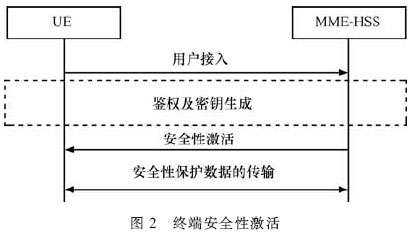 UE
MME-HSS
用户接入
鉴权及密钥生成
安全性激活
安全性保护数据的传输
图 2 终端安全性激活